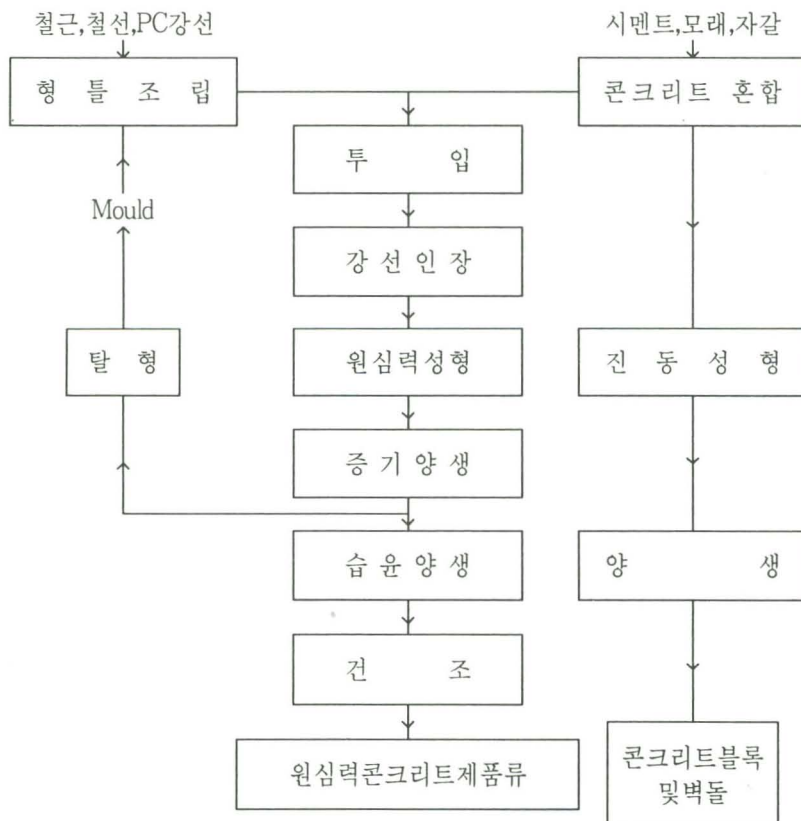 철근,철선,PC강선
시멘트,모래,자갈
형 틀 조 립
콘크리트 혼합
투 입
Mould
강 선 인 장
탈 형
원심력성형
진 동 성 형
증 기 양 생
습 윤 양 생
양 생
건 조
원심력콘크리트제품류
콘크리트블록
및벽돌